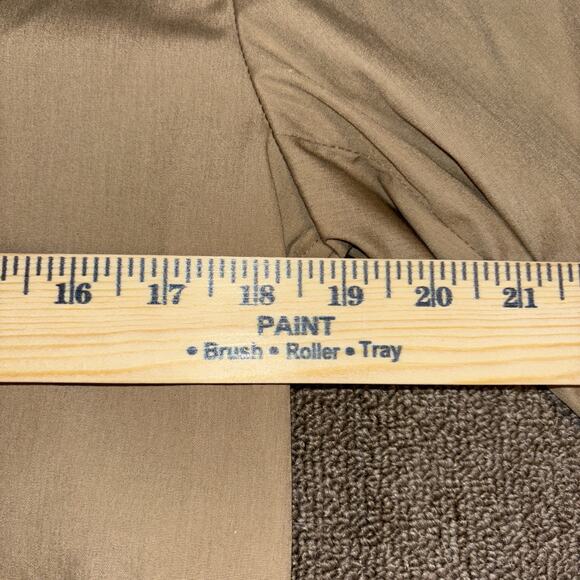 16 17 18 19 20 21
PAINT
• Brush • Roller • Tray